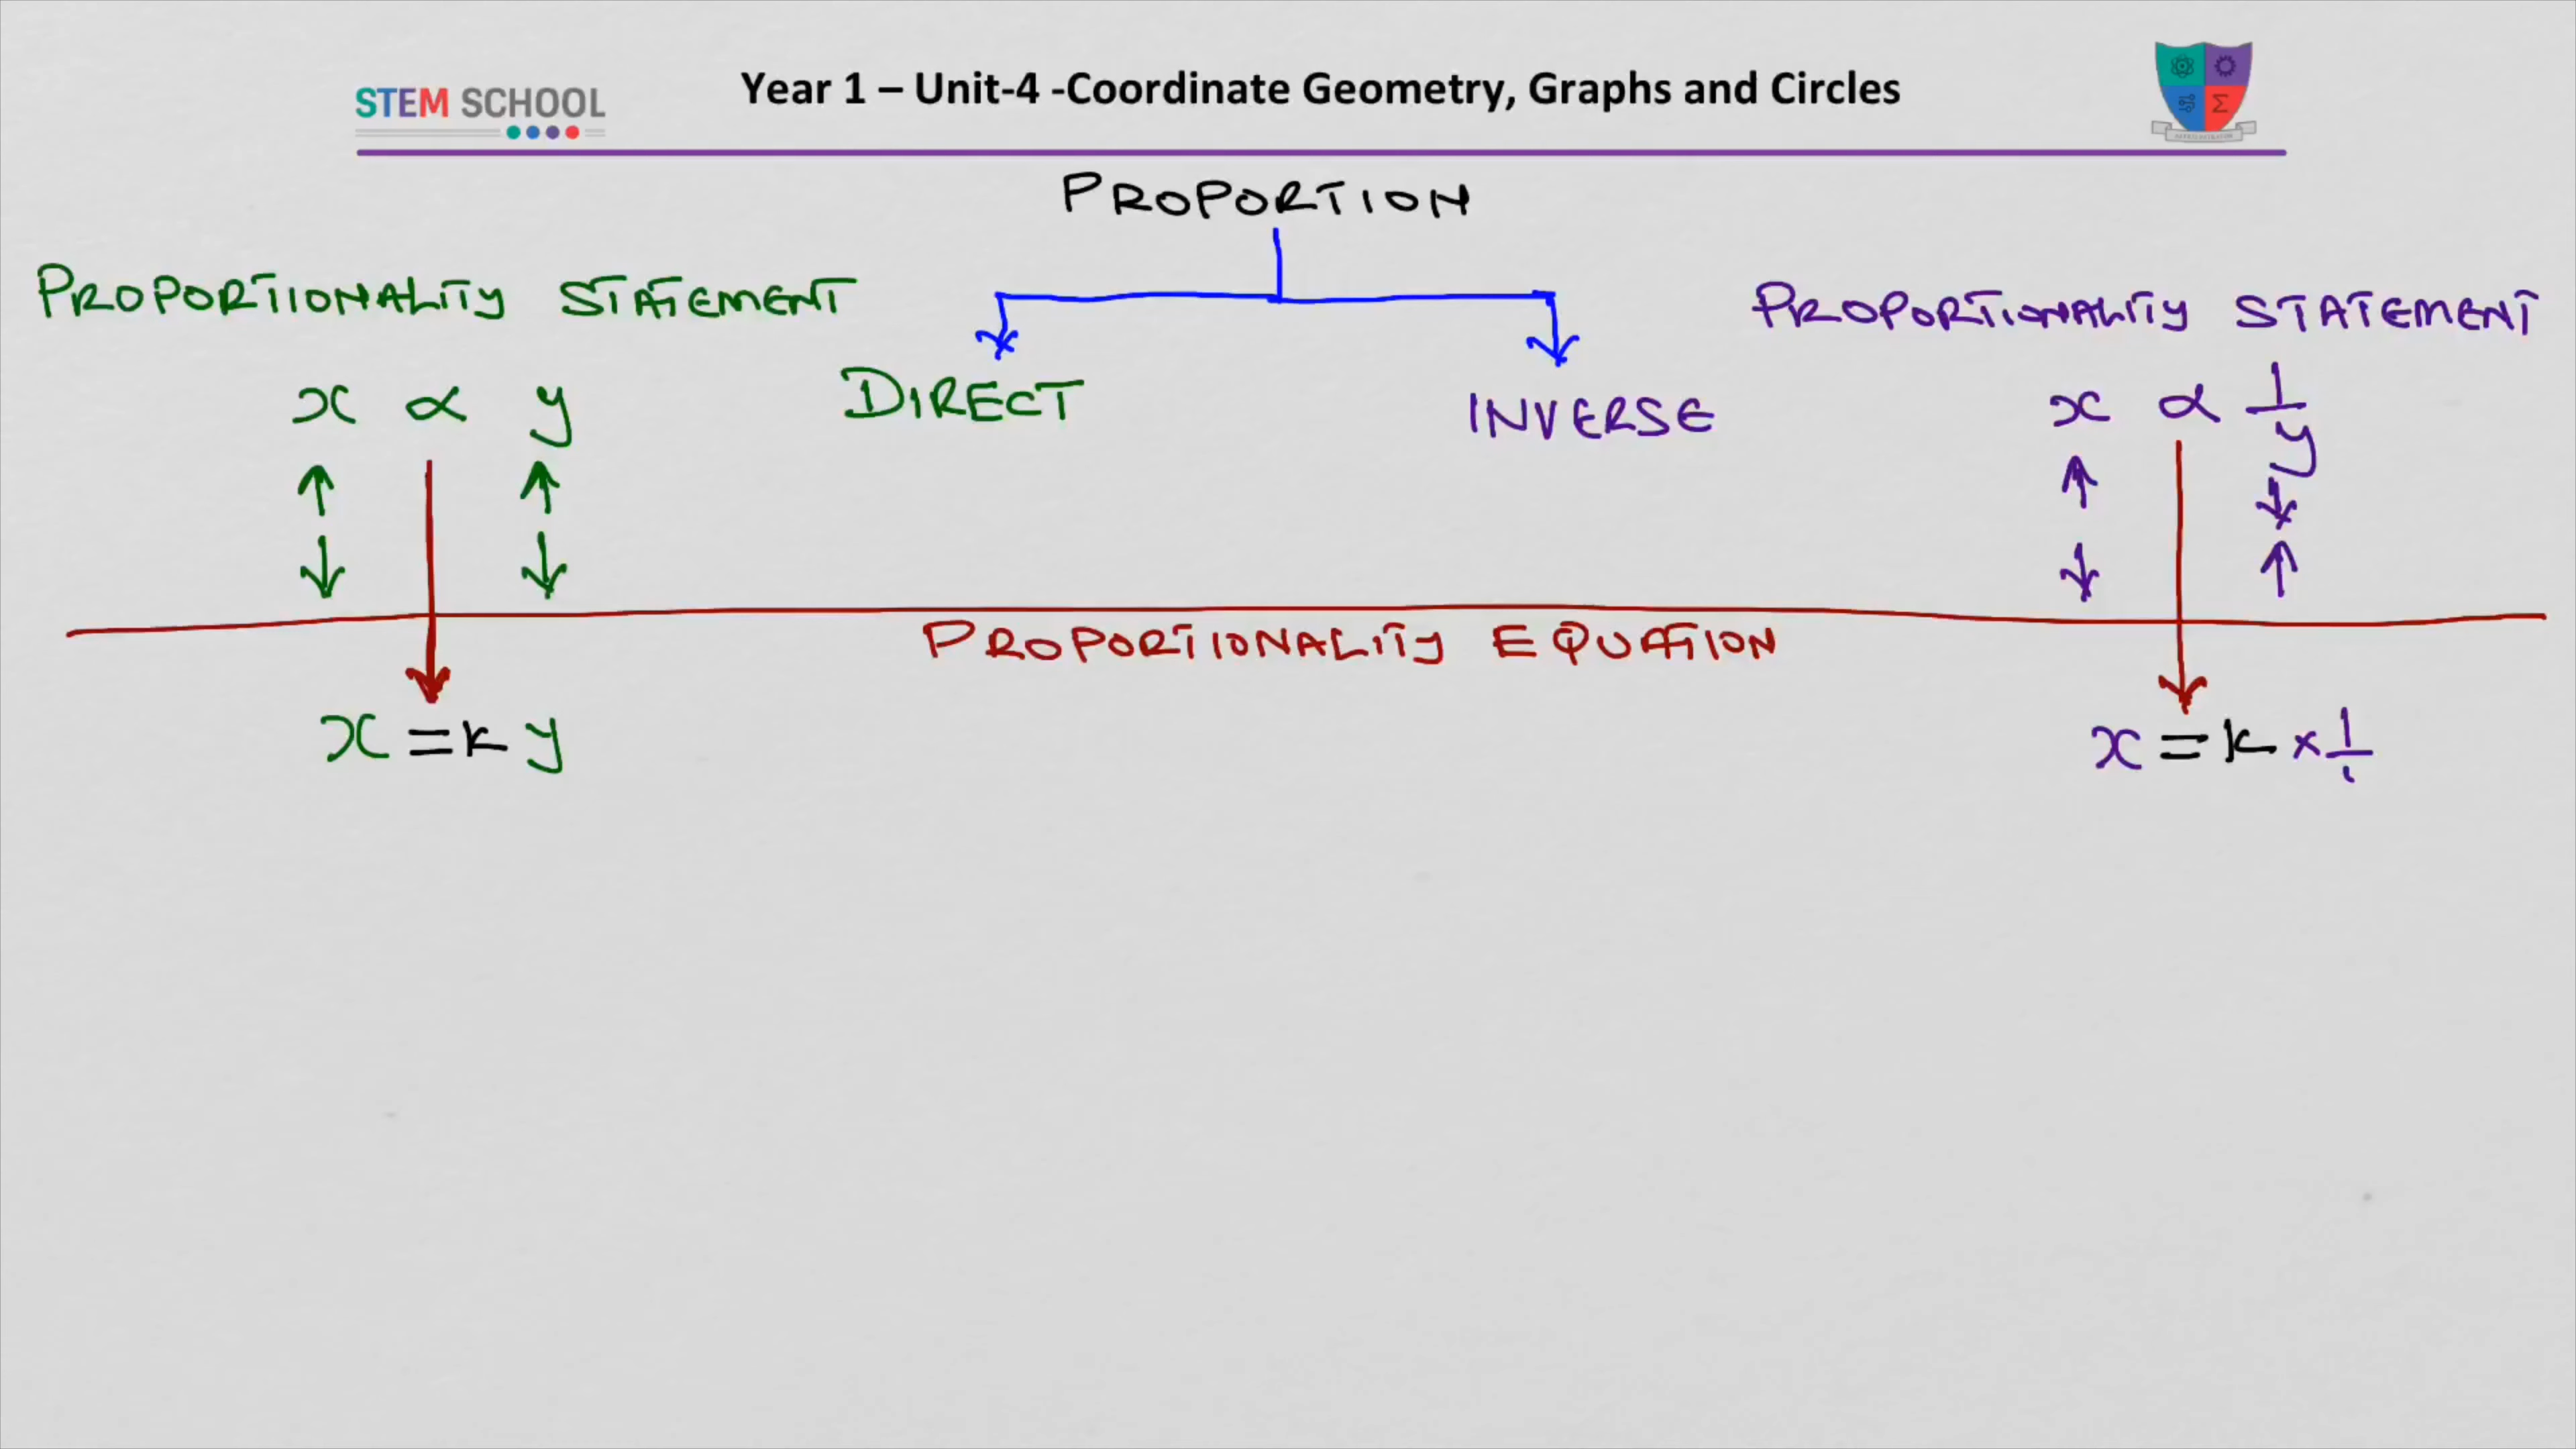 Year 1 – Unit-4 -Coordinate Geometry, Graphs and Circles
STEM SCHOOL
PROPORTION
PROPORTIONALITY STATEMENT
PROPORTIONALITY STATEMENT
DIRECT
INVERSE
x ∝ y
x ∝ 1/y
PROPORTIONALITY EQUATION
x = k y
x = k × 1/